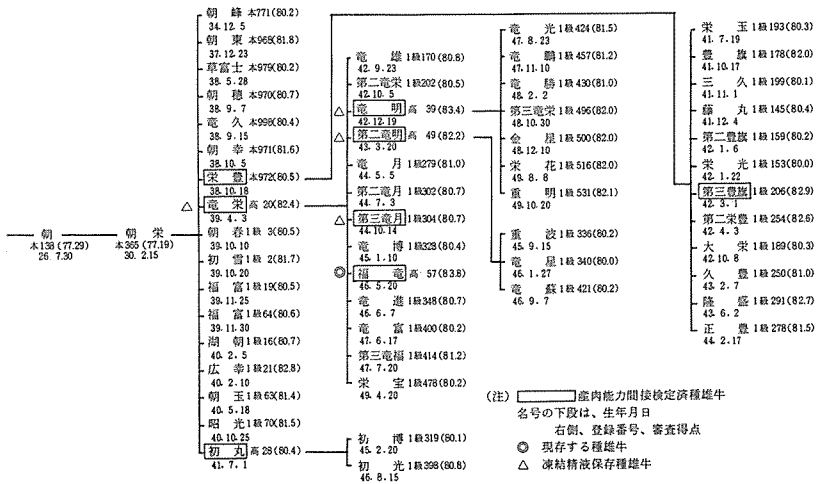 朝
本138(77.29)
26.7.30
朝 栄
本365(77.19)
30.2.15
朝 峰 本771(80.2)
34.12.5
朝 東 本968(81.8)
37.12.23
草富士 本979(80.2)
38.5.28
朝 穂 本970(80.7)
38.9.7
竜 久 本998(80.4)
38.9.15
朝 幸 本971(81.6)
38.10.5
栄 豊 本972(80.5)
38.10.18
△ 竜 栄 高 20(82.4)
39.4.3
朝 春 1級 3(80.5)
39.10.10
初 雪 1級 2(81.7)
39.10.20
福 富 1級19(80.5)
39.11.25
福 富 1級64(80.6)
39.11.30
湖 朝 1級16(80.7)
40.2.5
広 幸 1級21(82.8)
40.2.10
朝 玉 1級63(81.4)
40.5.18
昭 光 1級70(81.5)
40.10.25
初 丸 高28(80.4)
41.7.1
竜 雄 1級170(80.8)
42.9.23
第二竜栄 1級202(80.5)
42.10.5
△ 竜 明 高 39(83.4)
42.12.19
△ 第二竜明 高 49(82.2)
43.3.20
竜 月 1級279(81.0)
44.5.5
第二竜月 1級302(80.7)
44.7.3
△ 第三竜月 1級304(80.7)
44.10.14
竜 博 1級328(80.4)
45.1.10
◎ 福 竜 高 57(83.8)
46.5.20
竜 進 1級348(80.7)
46.6.7
竜 富 1級400(80.2)
47.6.17
第三竜福 1級414(81.2)
47.7.20
栄 宝 1級478(80.2)
49.4.20
初 博 1級319(80.1)
45.2.20
初 光 1級398(80.8)
46.8.15
竜 光 1級424(81.5)
47.8.23
竜 鵬 1級457(81.2)
47.11.10
竜 勝 1級430(81.0)
48.2.2
第三竜栄 1級496(82.0)
48.10.30
金 星 1級500(82.0)
48.12.10
栄 花 1級516(82.0)
49.8.8
重 明 1級531(82.1)
49.10.20
重 波 1級336(80.2)
45.9.15
竜 星 1級340(80.0)
46.1.27
竜 蘇 1級421(80.2)
46.9.7
栄 玉 1級193(80.3)
41.7.19
豊 旗 1級178(82.0)
41.10.17
三 久 1級199(80.1)
41.11.1
藤 丸 1級145(80.4)
41.12.4
第二豊旗 1級159(80.2)
42.1.6
栄 光 1級153(80.0)
42.1.22
第三豊旗 1級206(82.9)
42.3.1
第二栄豊 1級254(82.6)
42.4.3
大 栄 1級189(80.3)
42.10.8
久 豊 1級250(81.0)
43.2.7
隆 盛 1級291(82.7)
43.6.2
正 豊 1級278(81.5)
44.2.17
(注) 産肉能力間接検定済種雄牛
名号の下段は、生年月日
右側、登録番号、審査得点
◎ 現存する種雄牛
△ 凍結精液保存種雄牛